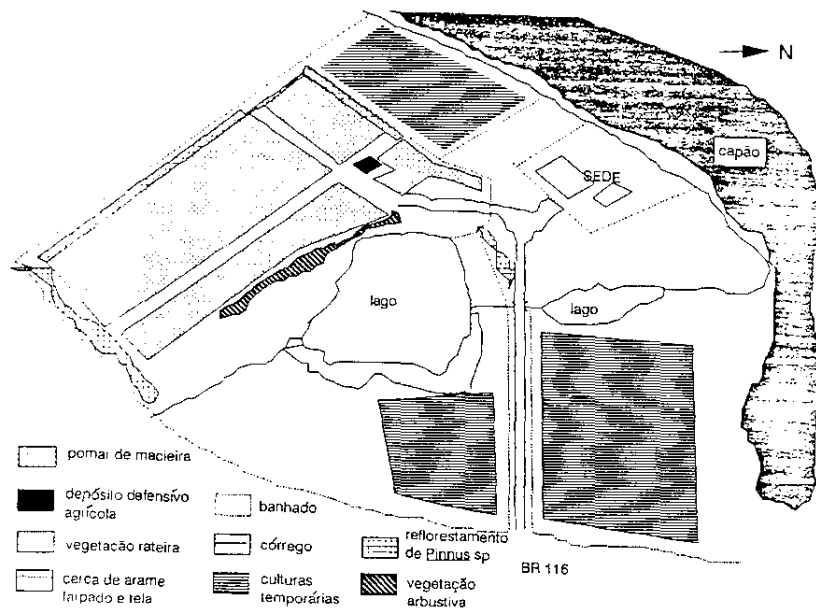 N
capão
SEDE
lago
lago
pomar de macieira
depósito defensivo
agrícola
vegetação rateira
cerca de arame
farpado e tela
banhado
córrego
culturas
temporárias
reflorestamento
de Pinnus sp
vegetação
arbustiva
BR 116